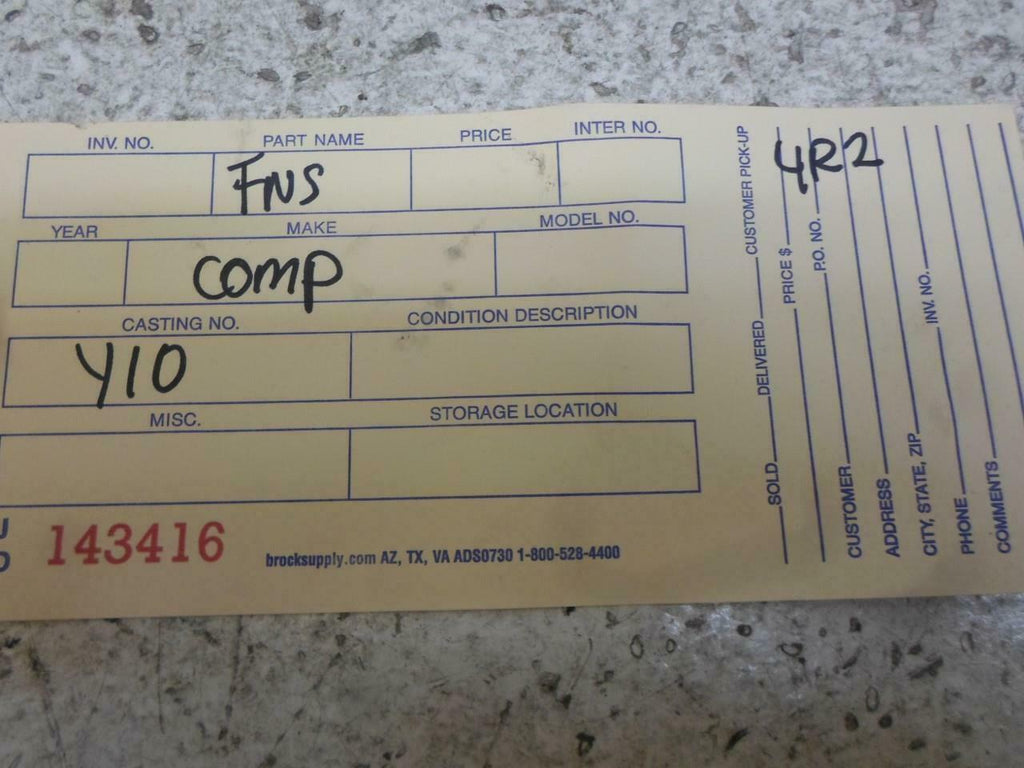 INV. NO. PART NAME PRICE INTER NO.
FNS
YEAR MAKE MODEL NO.
COMP
CASTING NO. CONDITION DESCRIPTION
Y10
MISC. STORAGE LOCATION
143416
brocksupply.com AZ, TX, VA ADS0730 1-800-528-4400
SOLD DELIVERED CUSTOMER PICK-UP
4R2
PRICE $
P.O. NO.
CUSTOMER
ADDRESS
CITY, STATE, ZIP INV. NO.
PHONE
COMMENTS